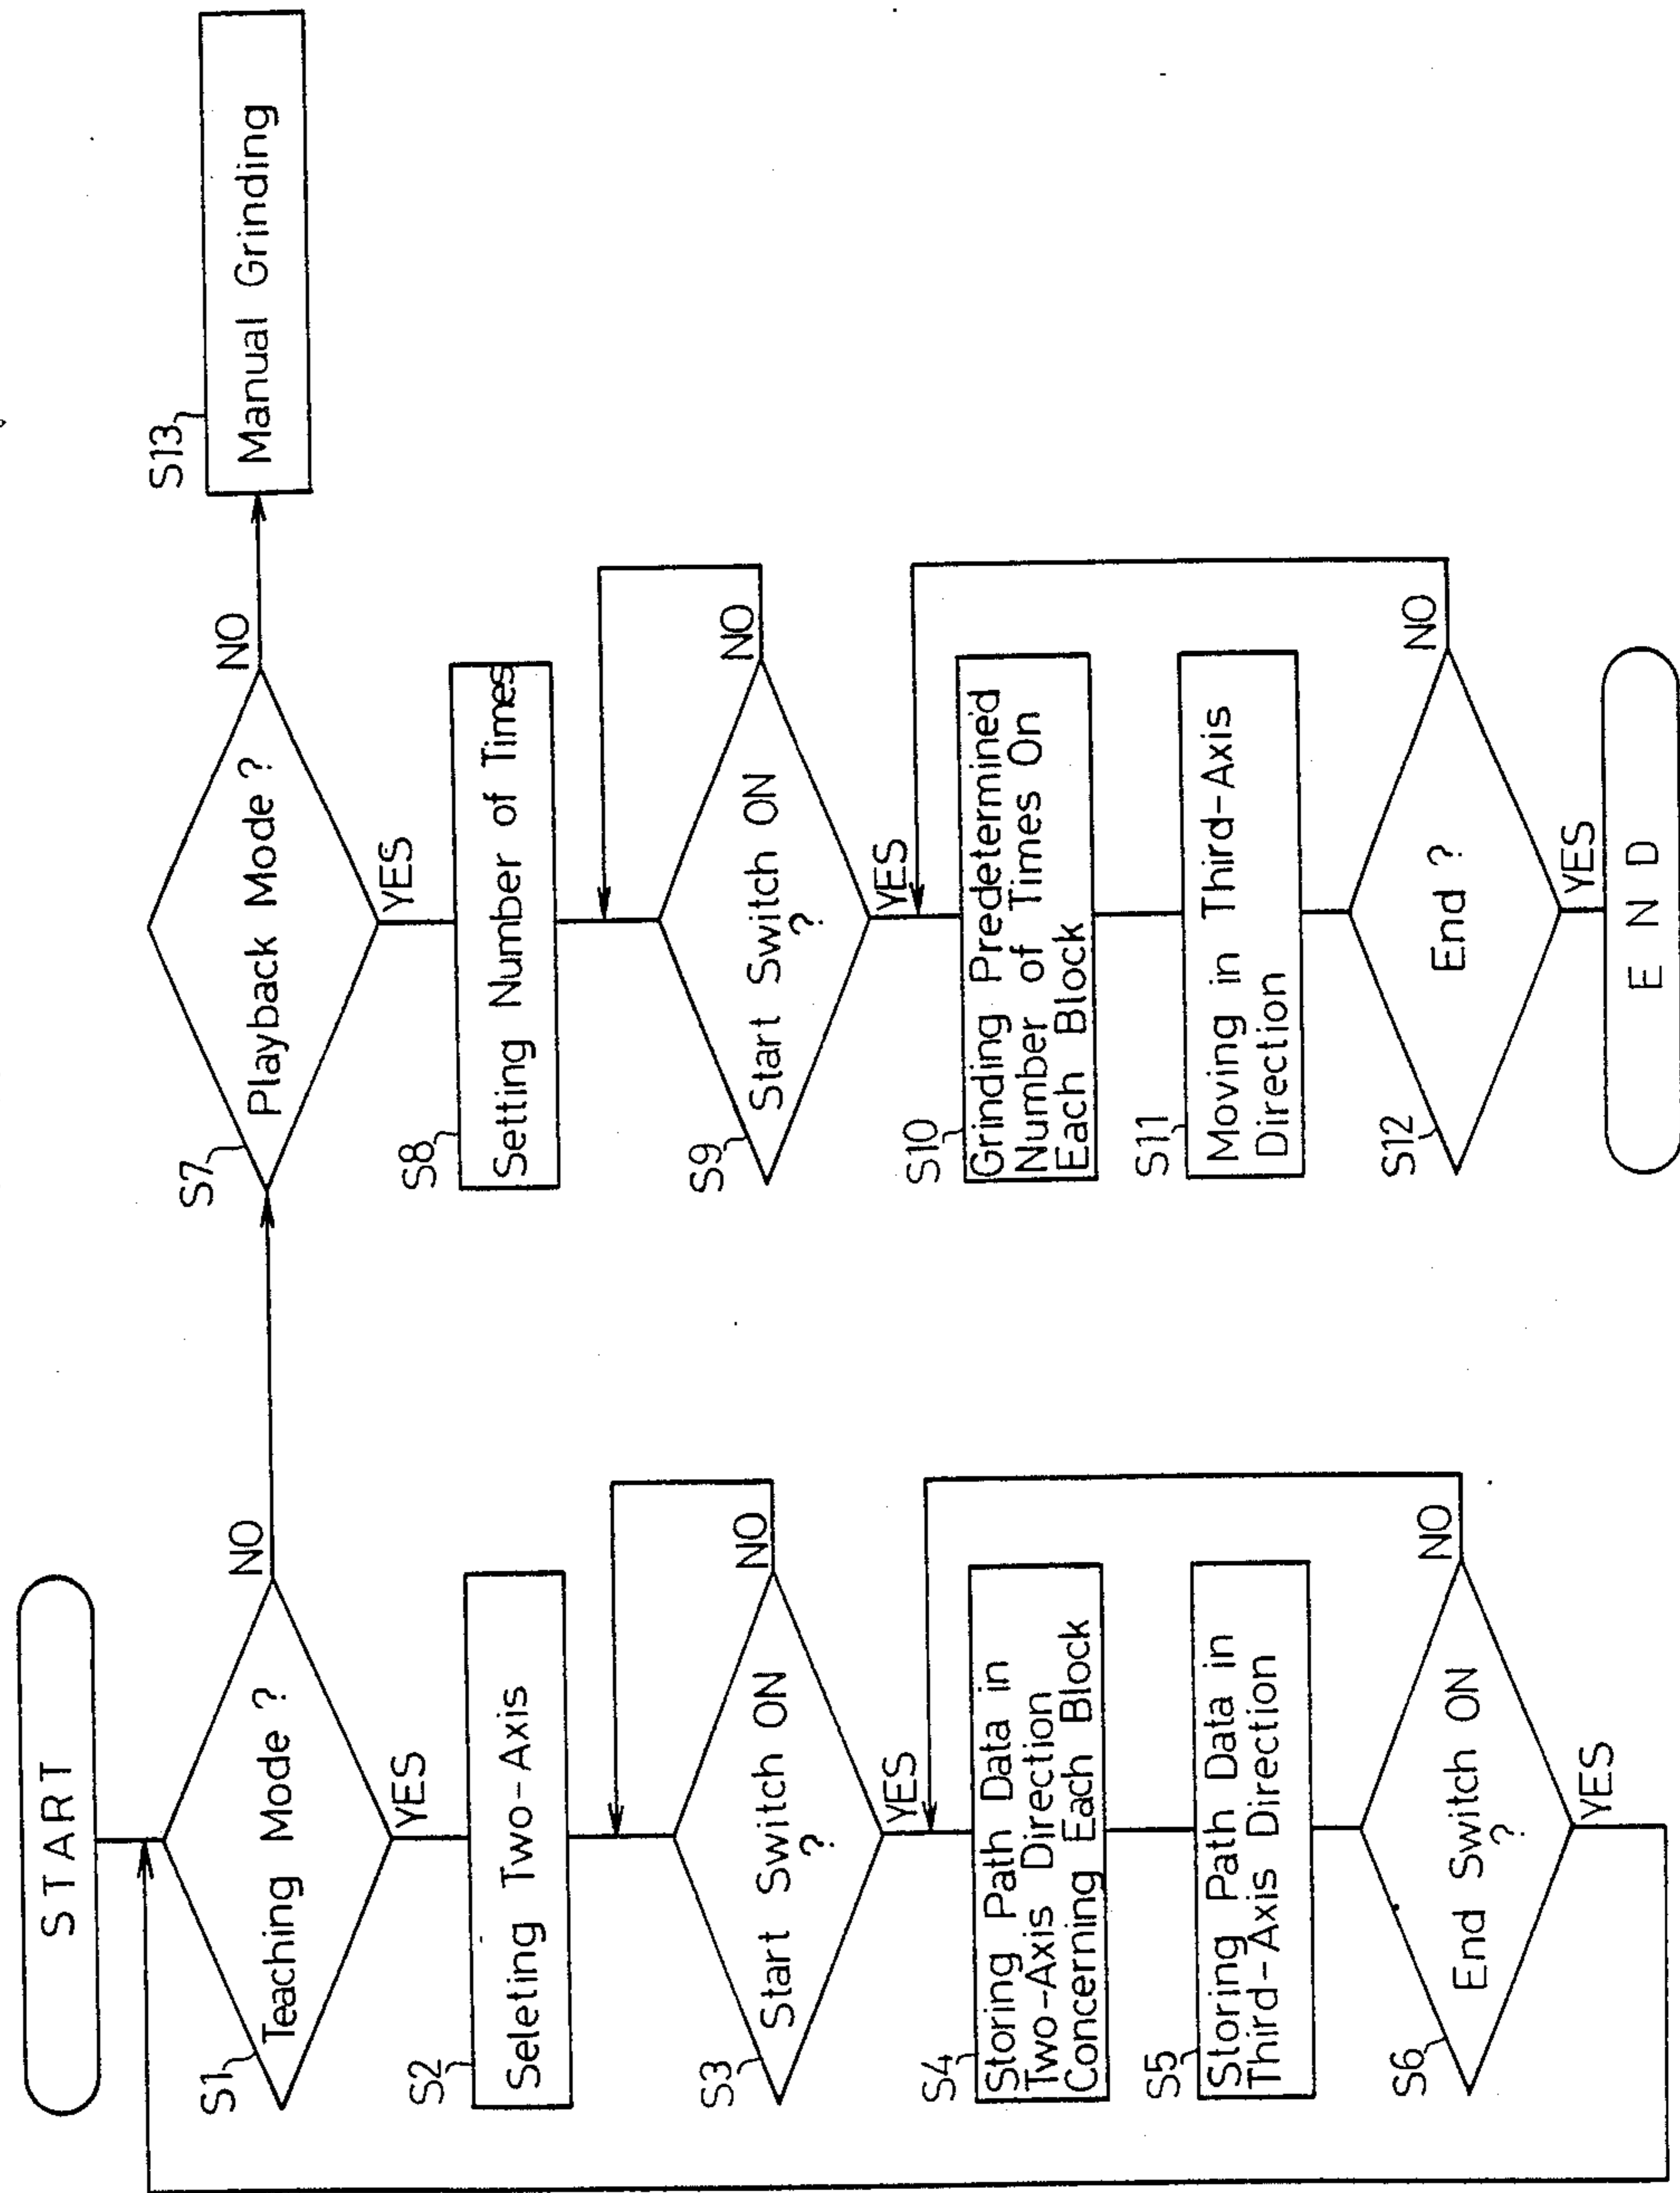 START
S1
Teaching Mode ?
NO
YES
S2
Seleting Two-Axis
S3
Start Switch ON
?
NO
YES
S4
Storing Path Data in
Two-Axis Direction
Concerning Each Block
S5
Storing Path Data in
Third-Axis Direction
S6
End Switch ON
?
NO
YES
S7
Playback Mode ?
NO
YES
S8
Setting Number of Times
S9
Start Switch ON
?
NO
YES
S10
Grinding Predetermined
Number of Times On
Each Block
S11
Moving in Third-Axis
Direction
S12
End ?
NO
YES
END
S13
Manual Grinding